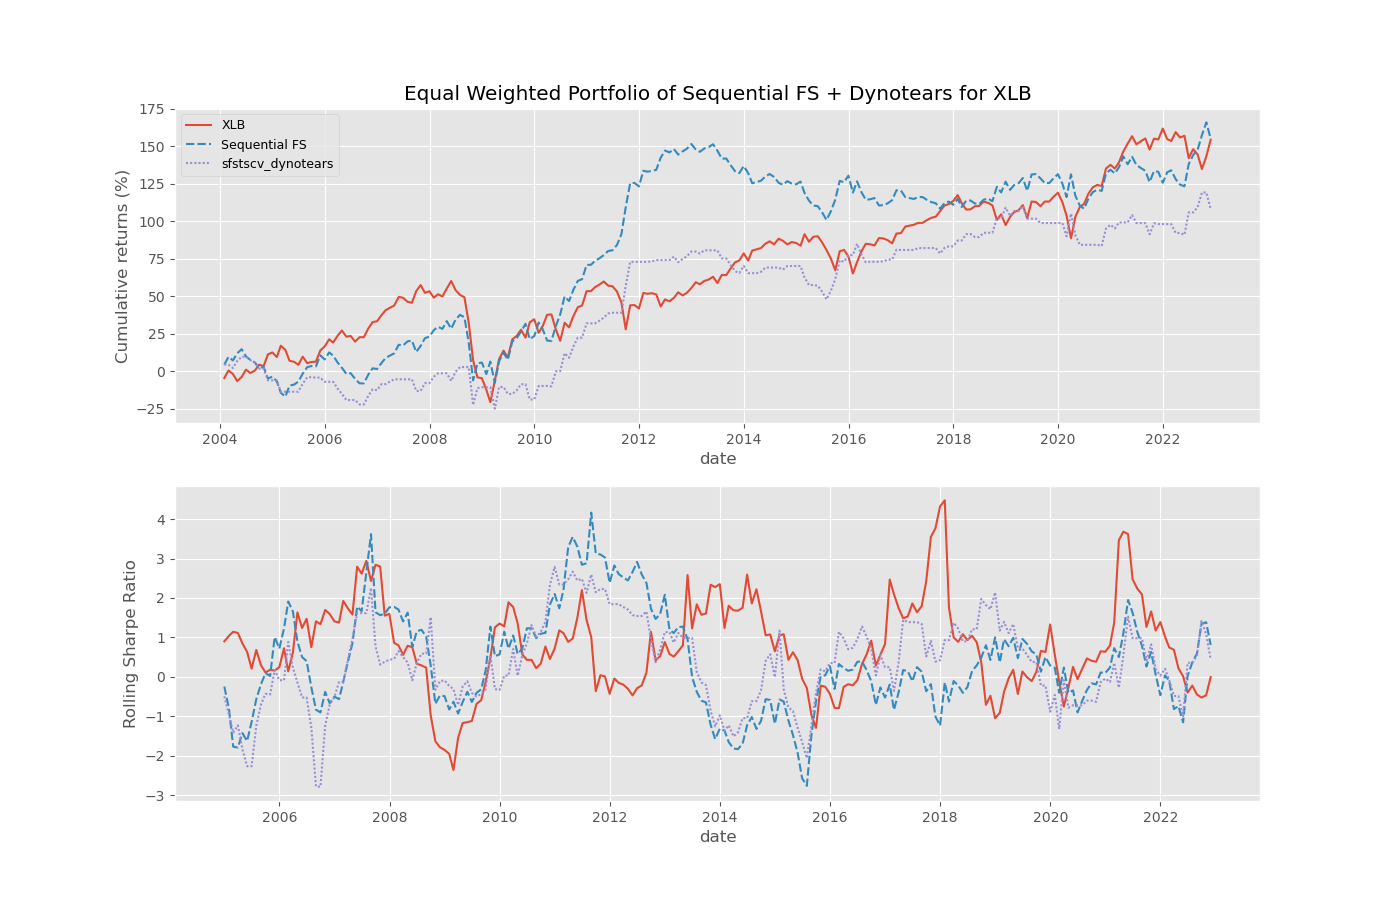 Equal Weighted Portfolio of Sequential FS + Dynotears for XLB
175
150
125
100
75
50
25
0
−25
Cumulative returns (%)
XLB
Sequential FS
sfstscv_dynotears
2004 2006 2008 2010 2012 2014 2016 2018 2020 2022
date
4
3
2
1
0
−1
−2
−3
Rolling Sharpe Ratio
2006 2008 2010 2012 2014 2016 2018 2020 2022
date